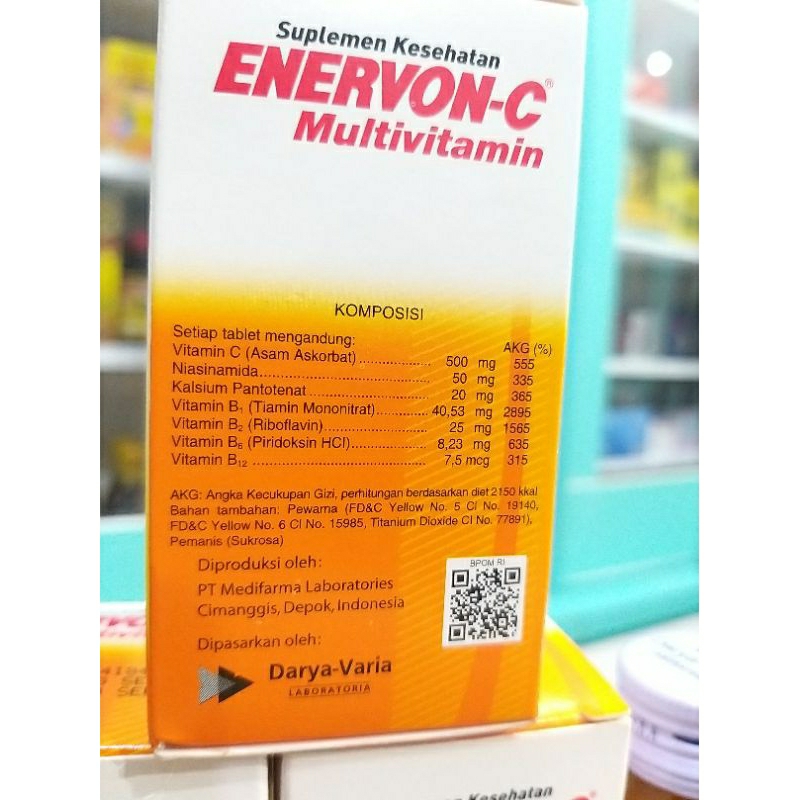 Suplemen Kesehatan
ENERVON-C®
Multivitamin
KOMPOSISI
Setiap tablet mengandung: AKG (%)
Vitamin C (Asam Askorbat) 500 mg 555
Niasinamida 50 mg 335
Kalsium Pantotenat 20 mg 365
Vitamin B₁ (Tiamin Mononitrat) 40,53 mg 2895
Vitamin B₂ (Riboflavin) 25 mg 1565
Vitamin B₆ (Piridoksin HCl) 8,23 mg 635
Vitamin B₁₂ 7,5 mcg 315
AKG: Angka Kecukupan Gizi, perhitungan berdasarkan diet 2150 kkal
Bahan tambahan: Pewarna (FD&C Yellow No. 5 CI No. 19140,
FD&C Yellow No. 6 CI No. 15985, Titanium Dioxide CI No. 77891),
Pemanis (Sukrosa)
BPOM RI
Diproduksi oleh:
PT Medifarma Laboratories
Cimanggis, Depok, Indonesia
Dipasarkan oleh:
Darya-Varia
LABORATORIA
Suplemen Kesehatan